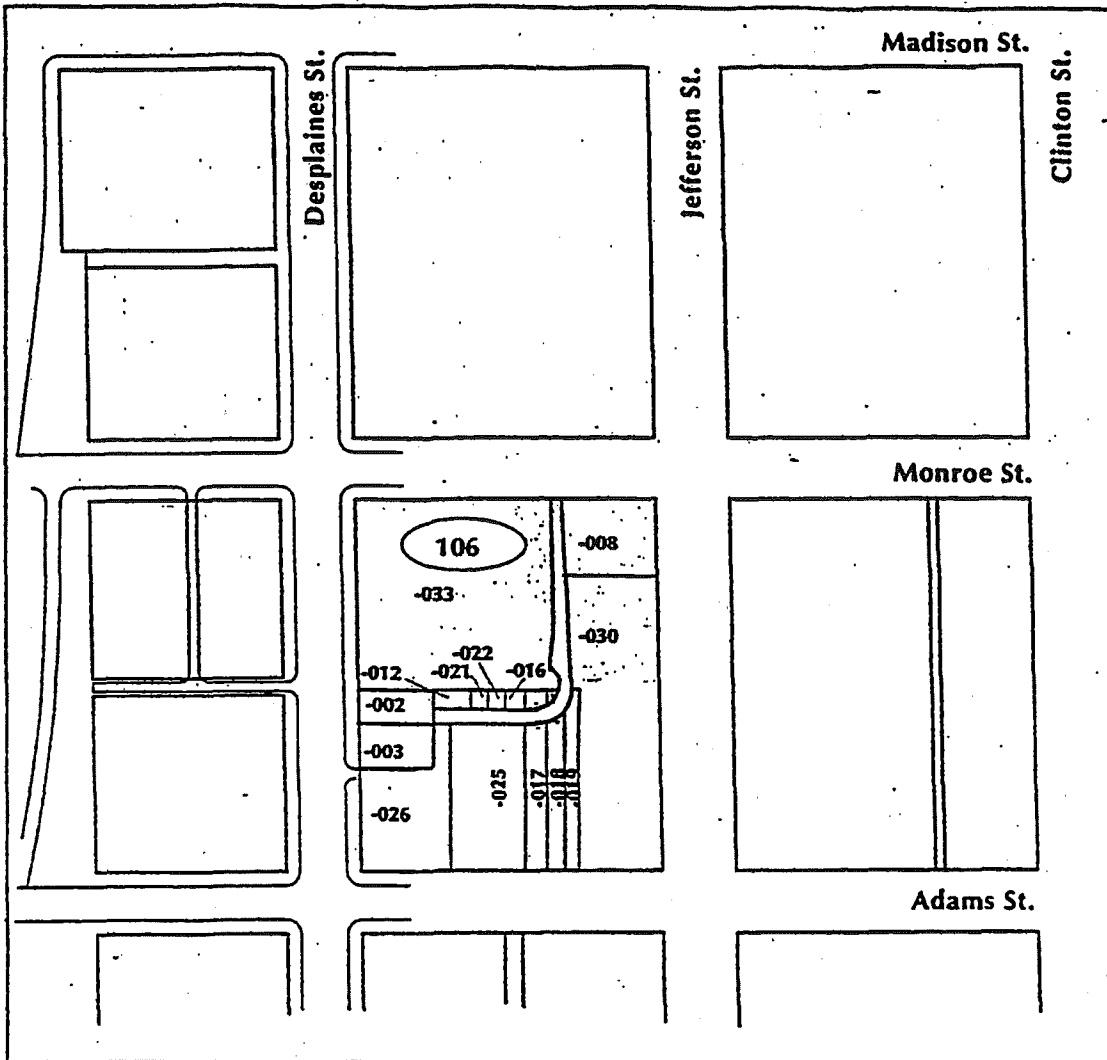 Madison St.
Desplaines St.
Jefferson St.
Clinton St.
Monroe St.
106
-008
-033
-030
-022
-012
-021
-016
-002
-003
-025
-017
-018
-019
-026
Adams St.